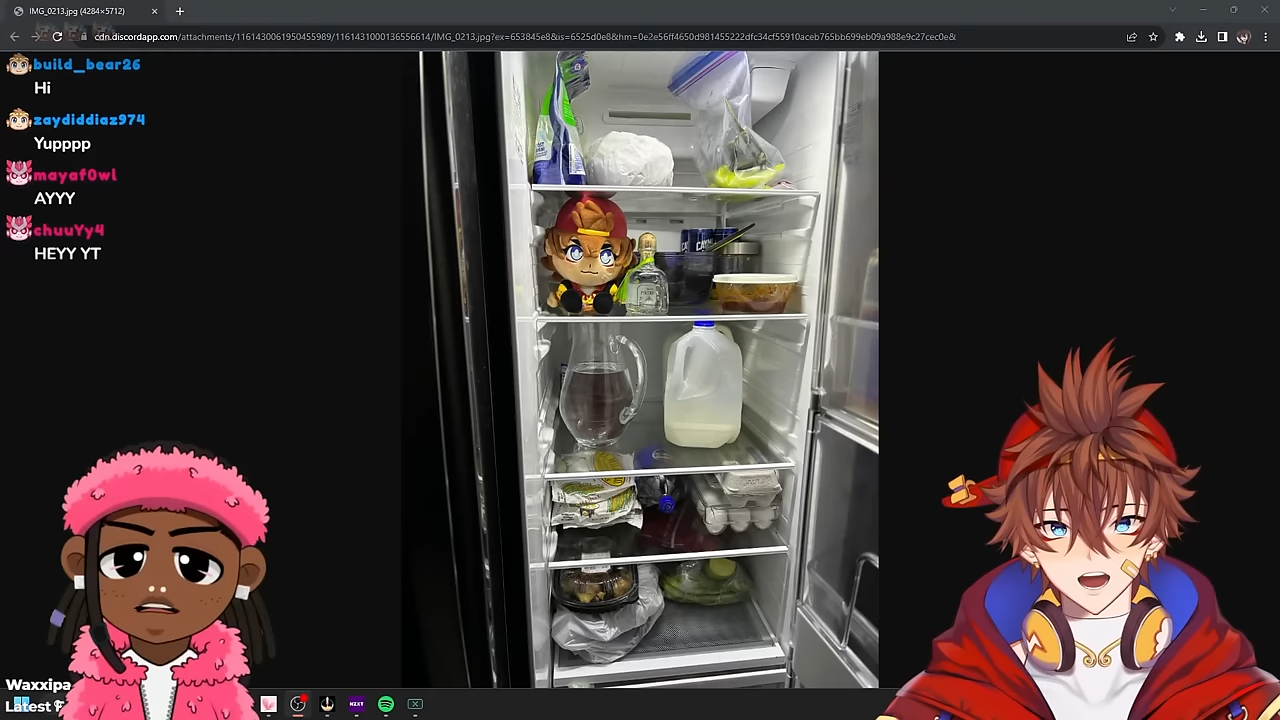 IMG_0213.jpg (4284×5712)
cdn.discordapp.com/attachments/1161430061950455989/1161431000136556614/IMG_0213.jpg?ex=653845e8&is=6525d0e8&hm=0e2e56ff4650d981455222dfc34cf55910aceb765bb699eb09a988e9c27cec0e&
build_bear26
Hi
zaydiddiaz974
Yupppp
mayaf0wl
AYYY
chuuYy4
HEYY YT
Waxxipa
Latest
NZXT